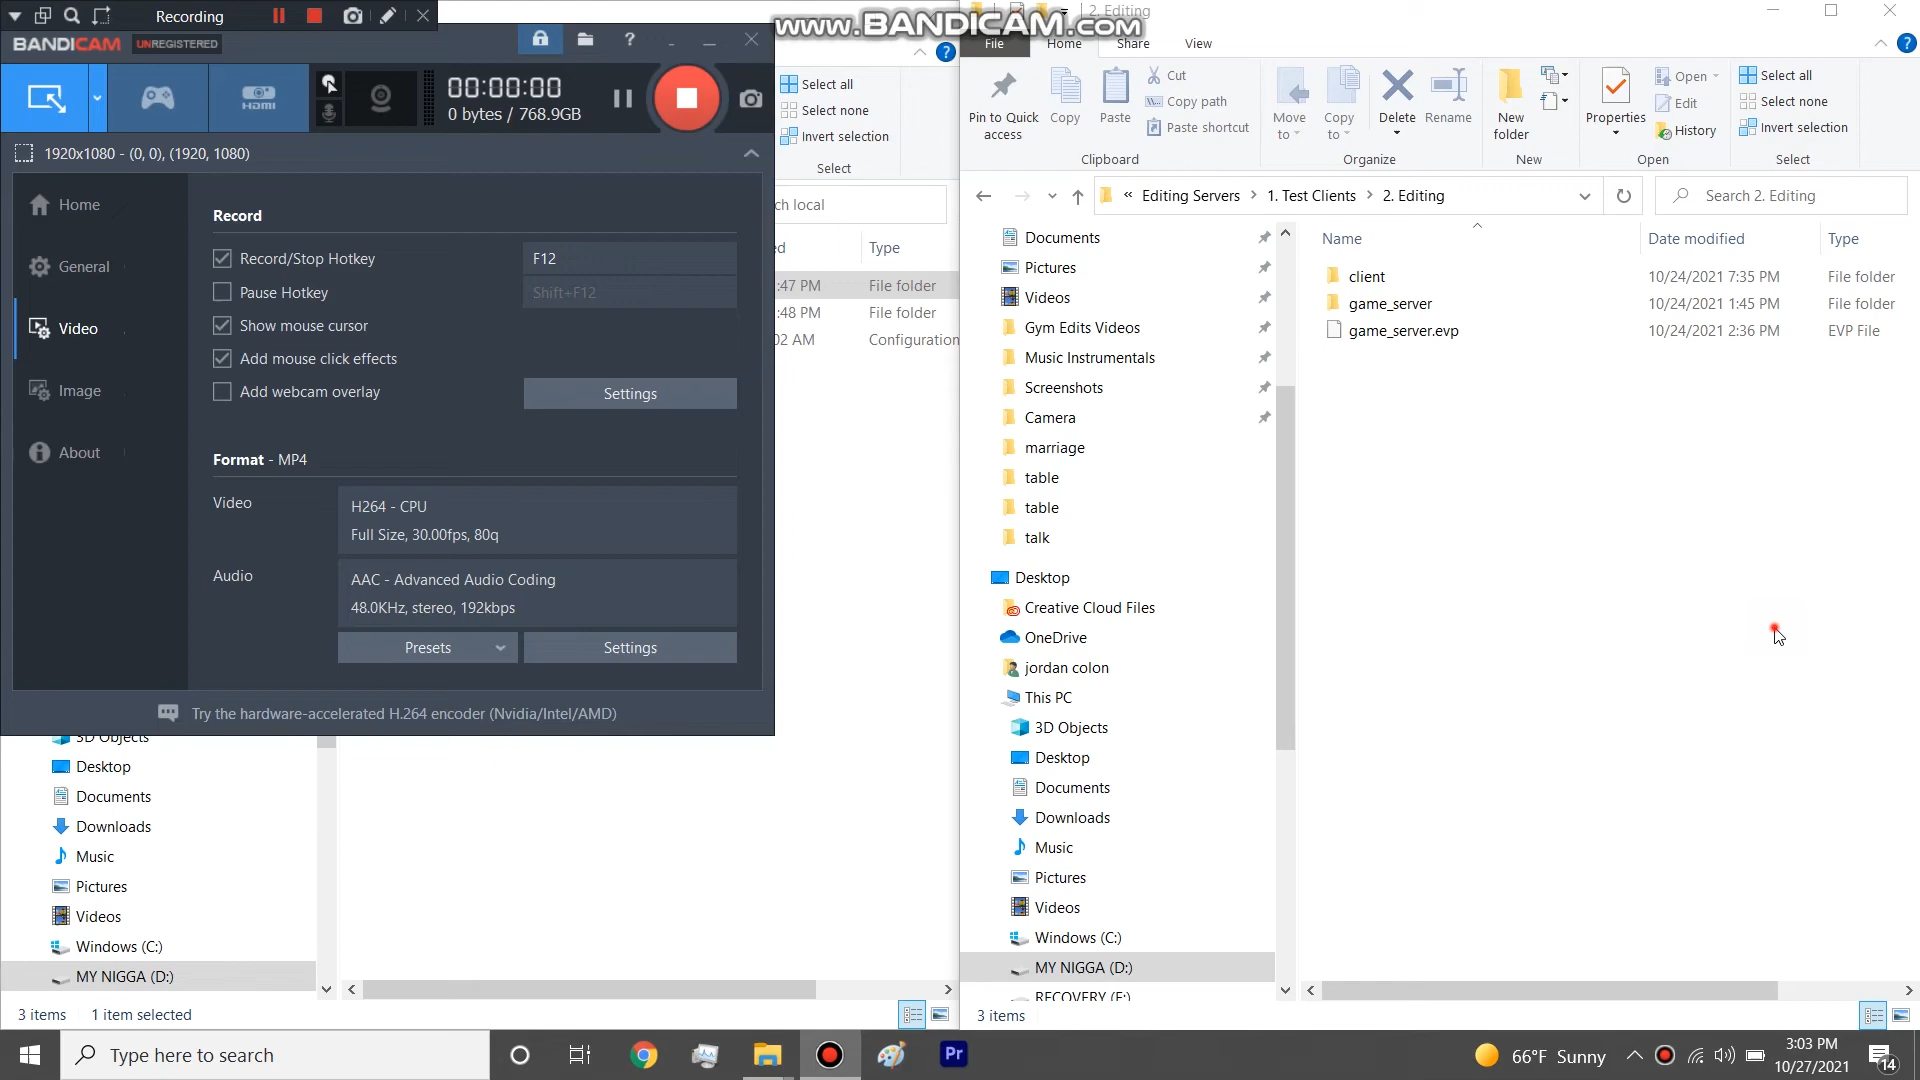 Recording
www.BANDICAM.com
2. Editing
BANDICAM UNREGISTERED
?
File Home Share View
00:00:00
0 bytes / 768.9GB
HDMI
Select all
Select none
Invert selection
Select
Pin to Quick access
Copy
Paste
Cut
Copy path
Paste shortcut
Clipboard
Move to
Copy to
Delete
Rename
Organize
New folder
New
Properties
Open
Edit
History
Open
Select all
Select none
Invert selection
Select
1920x1080 - (0, 0), (1920, 1080)
Home
General
Video
Image
About
Record
Record/Stop Hotkey F12
Pause Hotkey Shift+F12
Show mouse cursor
Add mouse click effects
Add webcam overlay Settings
Format - MP4
Video
H264 - CPU
Full Size, 30.00fps, 80q
Audio
AAC - Advanced Audio Coding
48.0KHz, stereo, 192kbps
Presets Settings
Try the hardware-accelerated H.264 encoder (Nvidia/Intel/AMD)
ch local
ed Type
:47 PM File folder
:48 PM File folder
02 AM Configuration
3D Objects
Desktop
Documents
Downloads
Music
Pictures
Videos
Windows (C:)
MY NIGGA (D:)
3 items 1 item selected
« Editing Servers > 1. Test Clients > 2. Editing
Search 2. Editing
Documents
Pictures
Videos
Gym Edits Videos
Music Instrumentals
Screenshots
Camera
marriage
table
table
talk
Desktop
Creative Cloud Files
OneDrive
jordan colon
This PC
3D Objects
Desktop
Documents
Downloads
Music
Pictures
Videos
Windows (C:)
MY NIGGA (D:)
RECOVERY (E:)
Name Date modified Type
client 10/24/2021 7:35 PM File folder
game_server 10/24/2021 1:45 PM File folder
game_server.evp 10/24/2021 2:36 PM EVP File
3 items
Type here to search
Pr
66°F Sunny
3:03 PM
10/27/2021
14